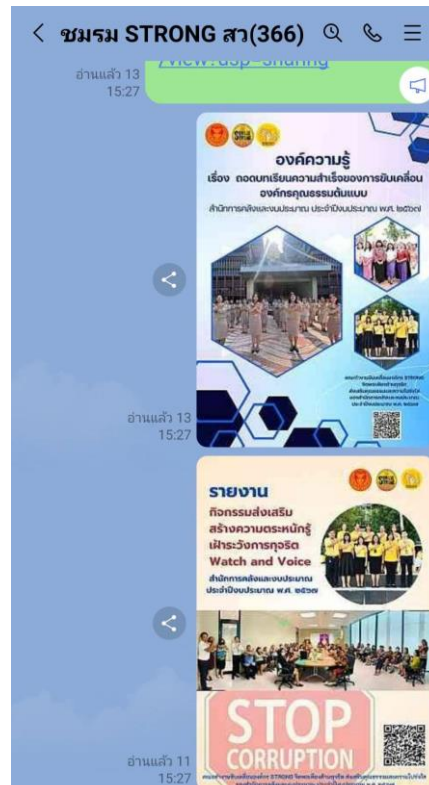 ชมรม STRONG สว(366)
/view?usp=sharing
อ่านแล้ว 13
15:27
องค์ความรู้
เรื่อง ถอดบทเรียนความสำเร็จของการขับเคลื่อน
องค์กรคุณธรรมต้นแบบ
สำนักการคลังและงบประมาณ ประจำปีงบประมาณ พ.ศ. ๒๕๖๗
อ่านแล้ว 13
15:27
รายงาน
กิจกรรมส่งเสริม
สร้างความตระหนักรู้
เฝ้าระวังการทุจริต
Watch and Voice
สำนักการคลังและงบประมาณ
ประจำปีงบประมาณ พ.ศ. ๒๕๖๗
STOP
CORRUPTION
อ่านแล้ว 11
15:27